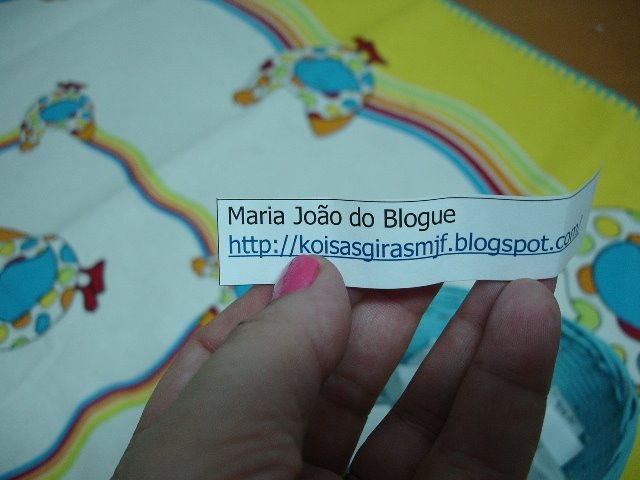 Maria João do Blogue
http://koisasgirasmjf.blogspot.com/